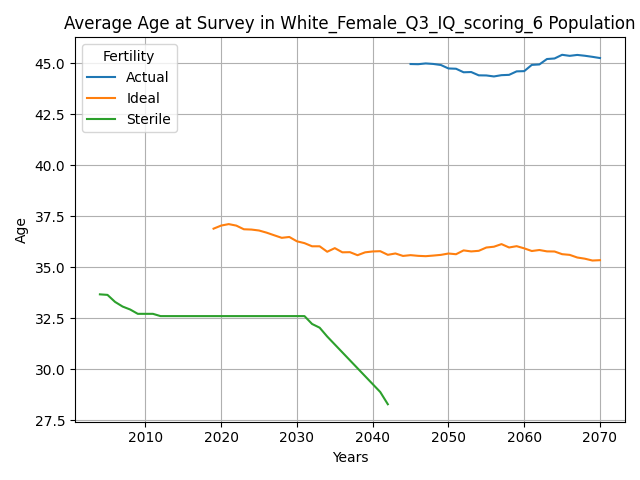 Average Age at Survey in White_Female_Q3_IQ_scoring_6 Population
Fertility
Actual
Ideal
Sterile
45.0
42.5
40.0
37.5
35.0
32.5
30.0
27.5
Age
2010
2020
2030
2040
2050
2060
2070
Years